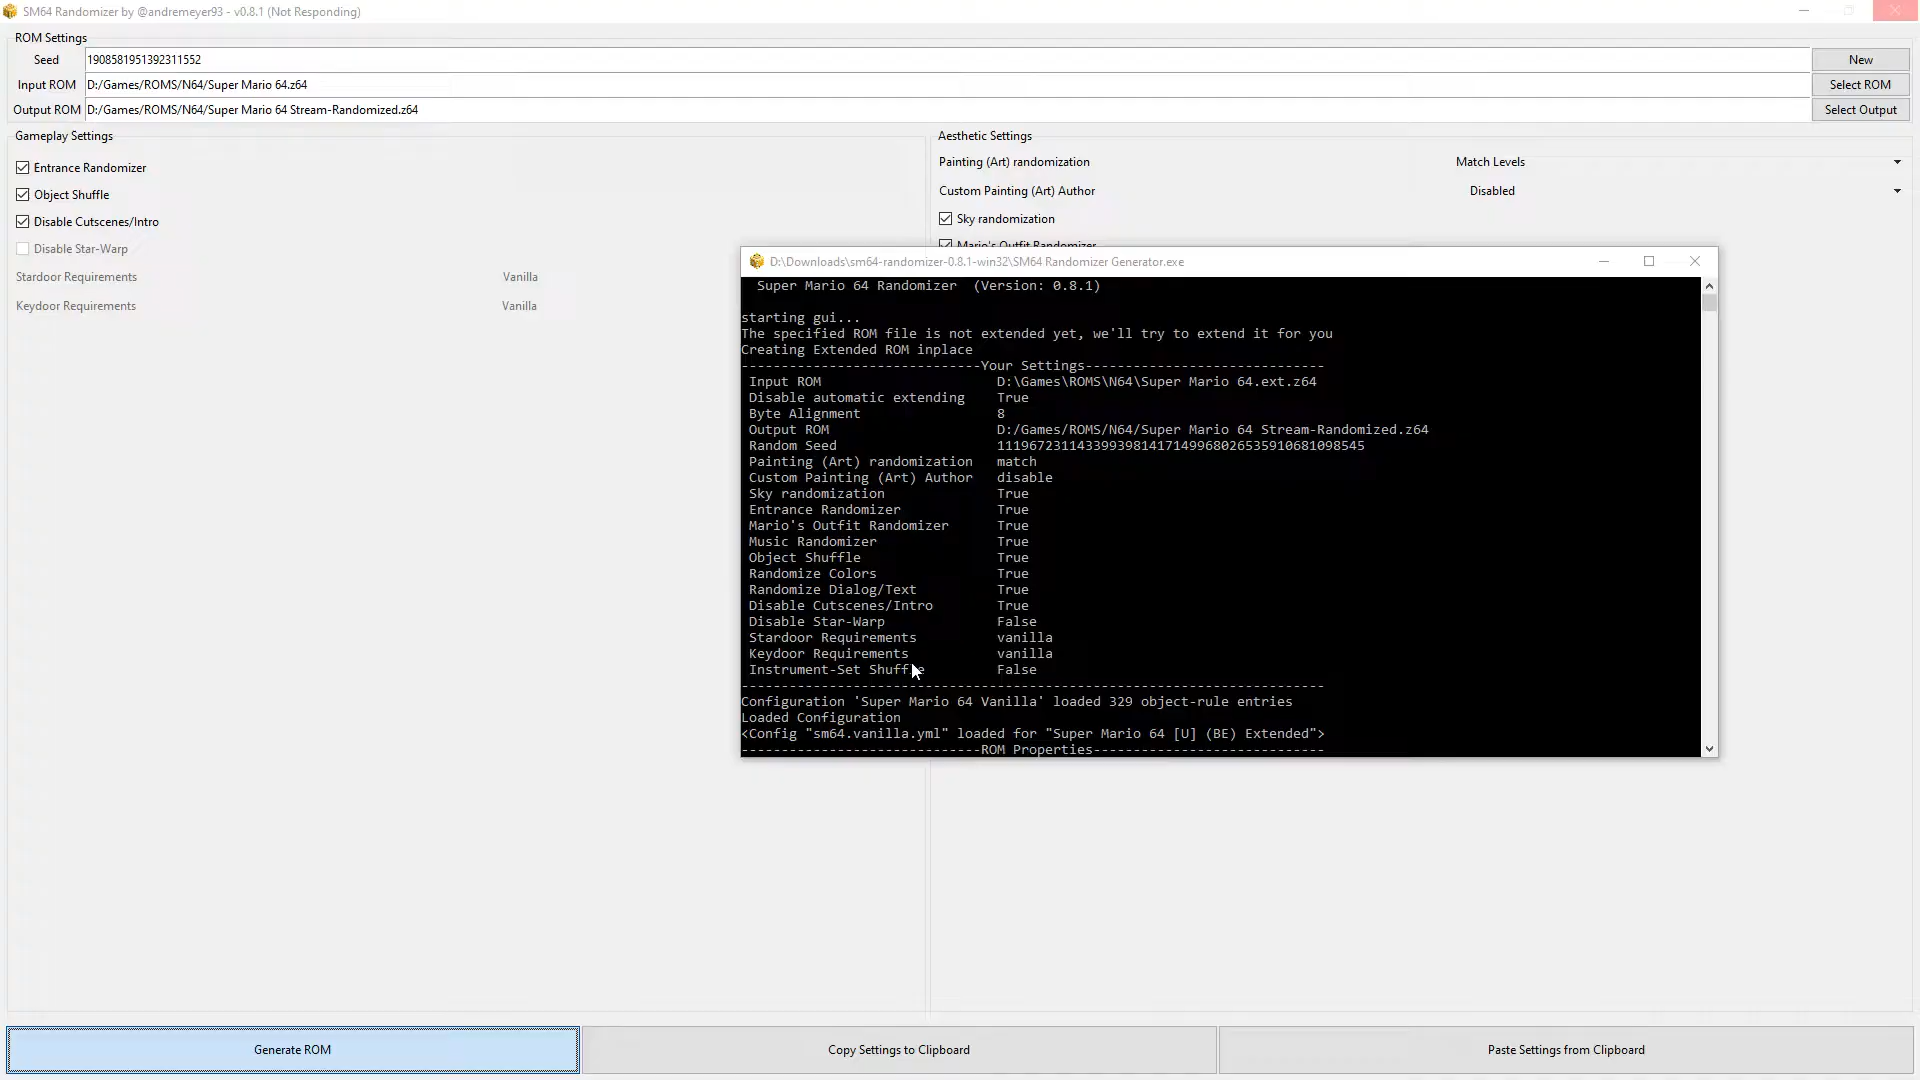 SM64 Randomizer by @andremeyer93 - v0.8.1 (Not Responding)
ROM Settings
Seed 1908581951392311552 New
Input ROM D:/Games/ROMS/N64/Super Mario 64.z64 Select ROM
Output ROM D:/Games/ROMS/N64/Super Mario 64 Stream-Randomized.z64 Select Output
Gameplay Settings
Entrance Randomizer
Object Shuffle
Disable Cutscenes/Intro
Disable Star-Warp
Stardoor Requirements Vanilla
Keydoor Requirements Vanilla
Aesthetic Settings
Painting (Art) randomization Match Levels
Custom Painting (Art) Author Disabled
Sky randomization
Mario's Outfit Randomizer
D:\Downloads\sm64-randomizer-0.8.1-win32\SM64 Randomizer Generator.exe
Super Mario 64 Randomizer  (Version: 0.8.1)
starting gui...
The specified ROM file is not extended yet, we'll try to extend it for you
Creating Extended ROM inplace
------------------------------Your Settings------------------------------
Input ROM D:\Games\ROMS\N64\Super Mario 64.ext.z64
Disable automatic extending True
Byte Alignment 8
Output ROM D:/Games/ROMS/N64/Super Mario 64 Stream-Randomized.z64
Random Seed 1119672311433993981417149968026535910681098545
Painting (Art) randomization match
Custom Painting (Art) Author disable
Sky randomization True
Entrance Randomizer True
Mario's Outfit Randomizer True
Music Randomizer True
Object Shuffle True
Randomize Colors True
Randomize Dialog/Text True
Disable Cutscenes/Intro True
Disable Star-Warp False
Stardoor Requirements vanilla
Keydoor Requirements vanilla
Instrument-Set Shuffle False
-------------------------------------------------------------------------
Configuration 'Super Mario 64 Vanilla' loaded 329 object-rule entries
Loaded Configuration
<Config "sm64.vanilla.yml" loaded for "Super Mario 64 [U] (BE) Extended">
------------------------------ROM Properties-----------------------------
Generate ROM
Copy Settings to Clipboard
Paste Settings from Clipboard